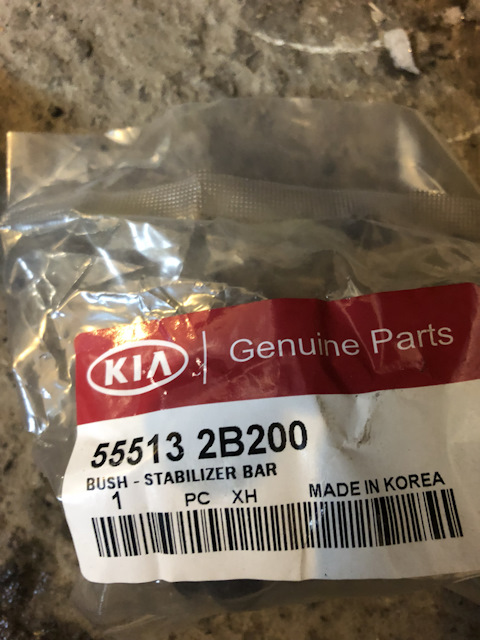 KIA Genuine Parts
55513 2B200
BUSH - STABILIZER BAR
1 PC XH MADE IN KOREA